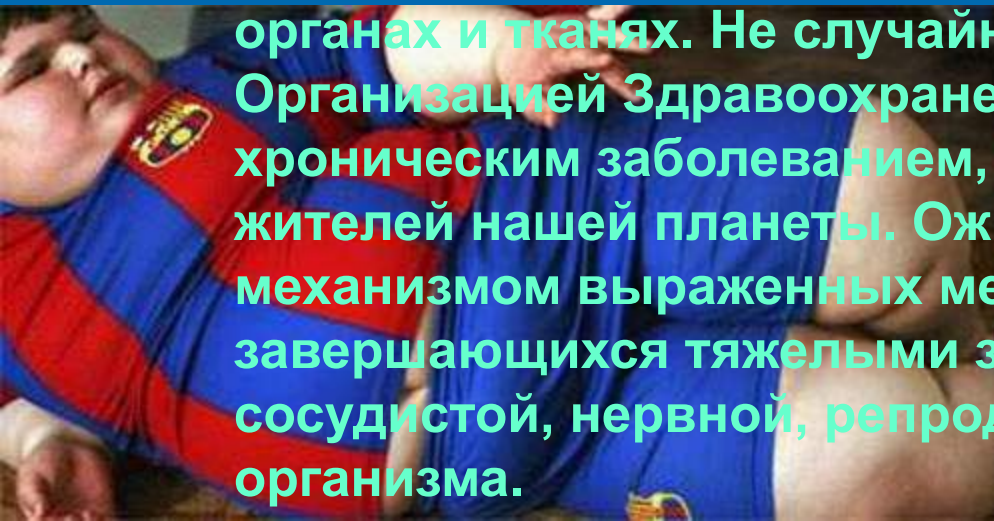 органах и тканях. Не случайн
Организацией Здравоохране
хроническим заболеванием,
жителей нашей планеты. Ож
механизмом выраженных ме
завершающихся тяжелыми з
сосудистой, нервной, репрод
организма.